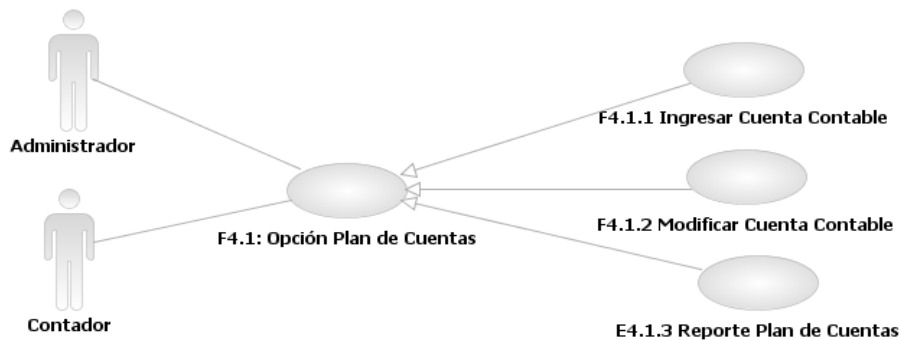 F4.1.1 Ingresar Cuenta Contable
Administrador
F4.1.2 Modificar Cuenta Contable
F4.1: Opción Plan de Cuentas
Contador
E4.1.3 Reporte Plan de Cuentas